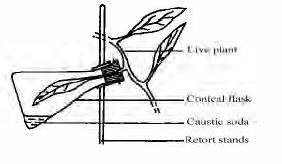 Live plant
Conical flask
Caustic soda
Retort stands